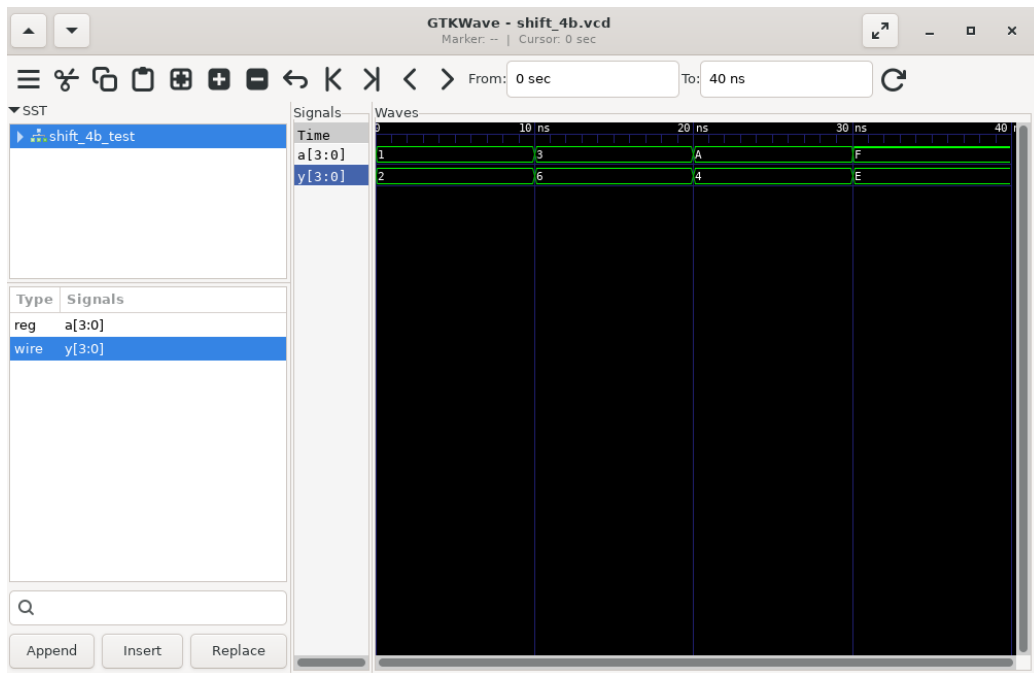 GTKWave - shift_4b.vcd
Marker: -- | Cursor: 0 sec
From: 0 sec To: 40 ns
SST
shift_4b_test
Type Signals
reg a[3:0]
wire y[3:0]
Append Insert Replace
Signals
Time
a[3:0]
y[3:0]
Waves
0 10 ns 20 ns 30 ns 40 n
1 3 A F
2 6 4 E